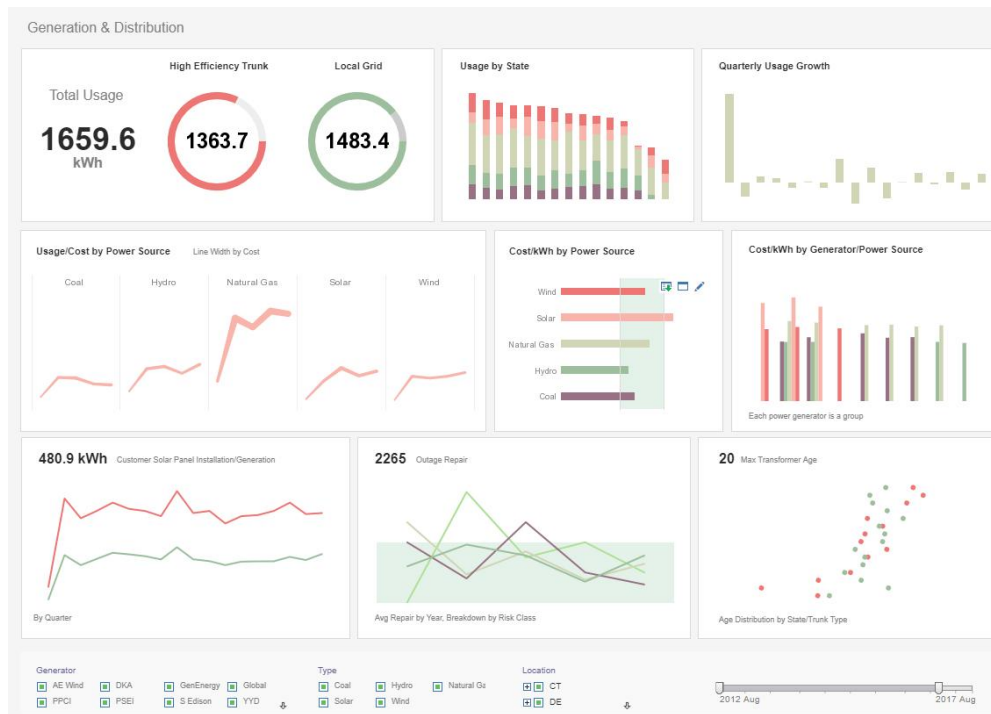 Generation & Distribution
High Efficiency Trunk
Local Grid
Total Usage
1659.6
kWh
1363.7
1483.4
Usage by State
Quarterly Usage Growth
Usage/Cost by Power Source
Line Width by Cost
Coal
Hydro
Natural Gas
Solar
Wind
Cost/kWh by Power Source
Wind
Solar
Natural Gas
Hydro
Coal
Cost/kWh by Generator/Power Source
Each power generator is a group
480.9 kWh Customer Solar Panel Installation/Generation
By Quarter
2265 Outage Repair
Avg Repair by Year, Breakdown by Risk Class
20 Max Transformer Age
Age Distribution by State/Trunk Type
Generator
AE Wind DKA GenEnergy Global
PPCI PSEI S Edison YYD
Type
Coal Hydro Natural Ga
Solar Wind
Location
CT
DE
2012 Aug 2017 Aug